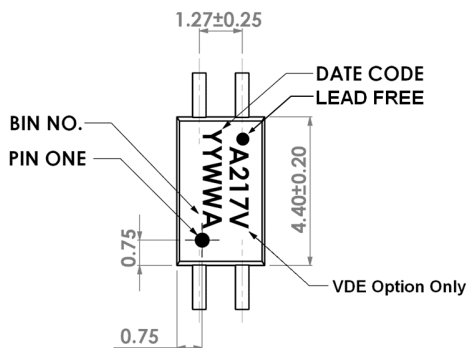 1.27±0.25
DATE CODE
LEAD FREE
BIN NO.
PIN ONE
A217V
YYWWA
4.40±0.20
0.75
VDE Option Only
0.75